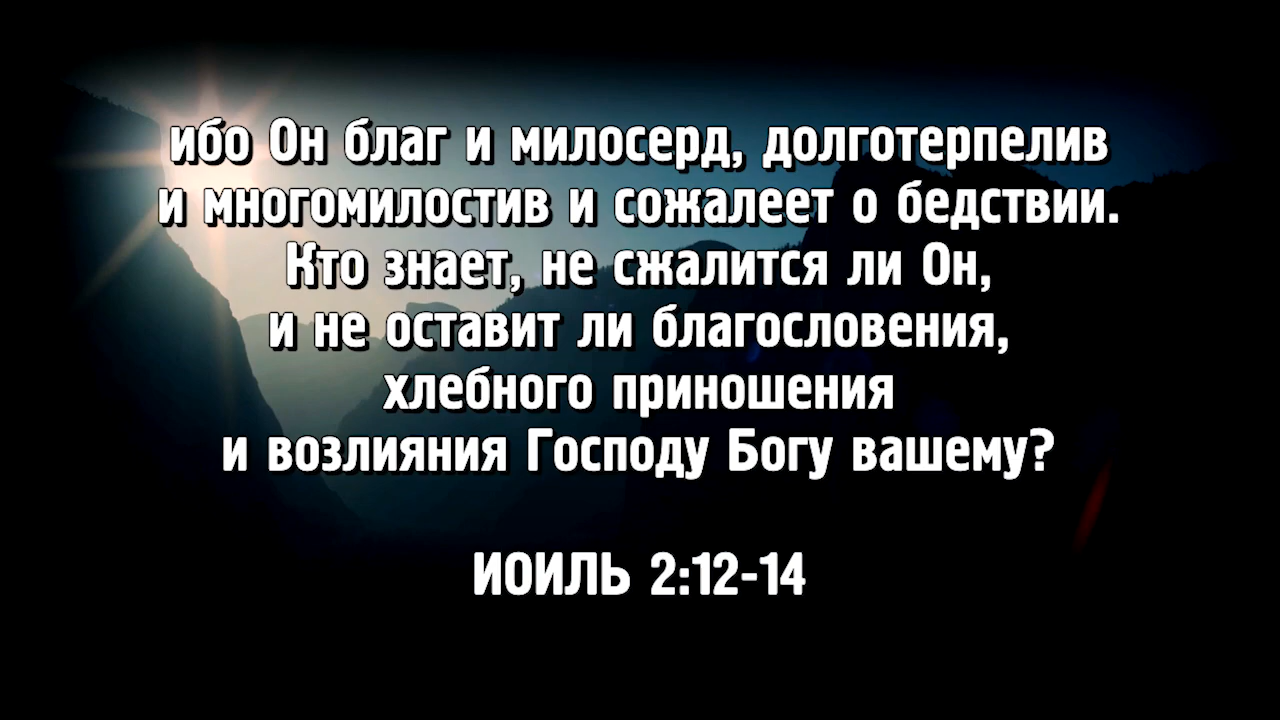 ибо Он благ и милосерд, долготерпелив
и многомилостив и сожалеет о бедствии.
Кто знает, не сжалится ли Он,
и не оставит ли благословения,
хлебного приношения
и возлияния Господу Богу вашему?
ИОИЛЬ 2:12-14